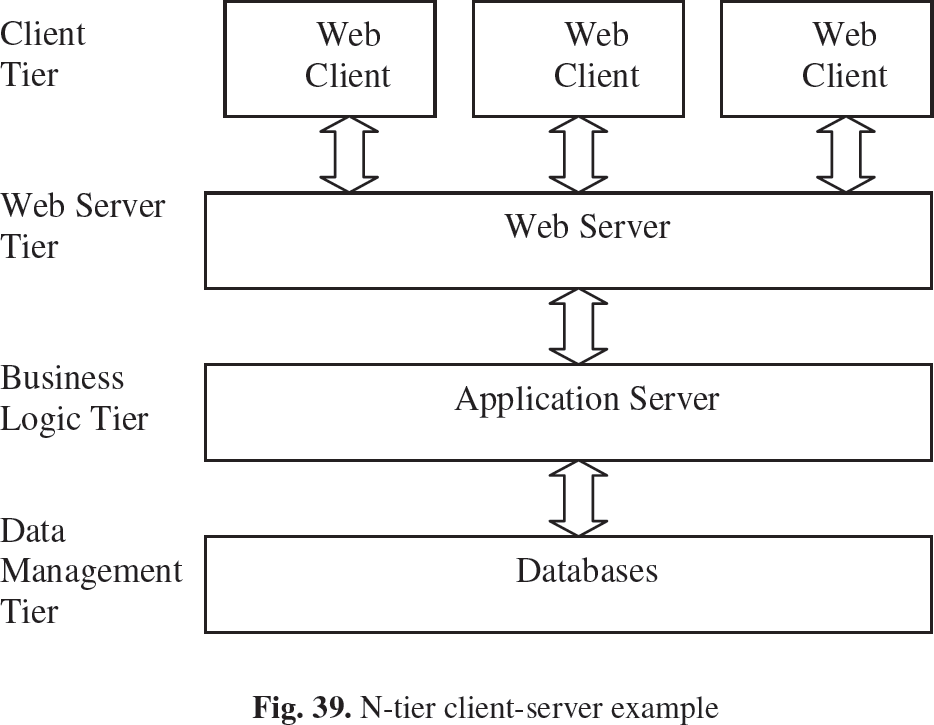 Client
Tier
Web
Client
Web
Client
Web
Client
Web Server
Tier
Web Server
Business
Logic Tier
Application Server
Data
Management
Tier
Databases
Fig. 39. N-tier client-server example